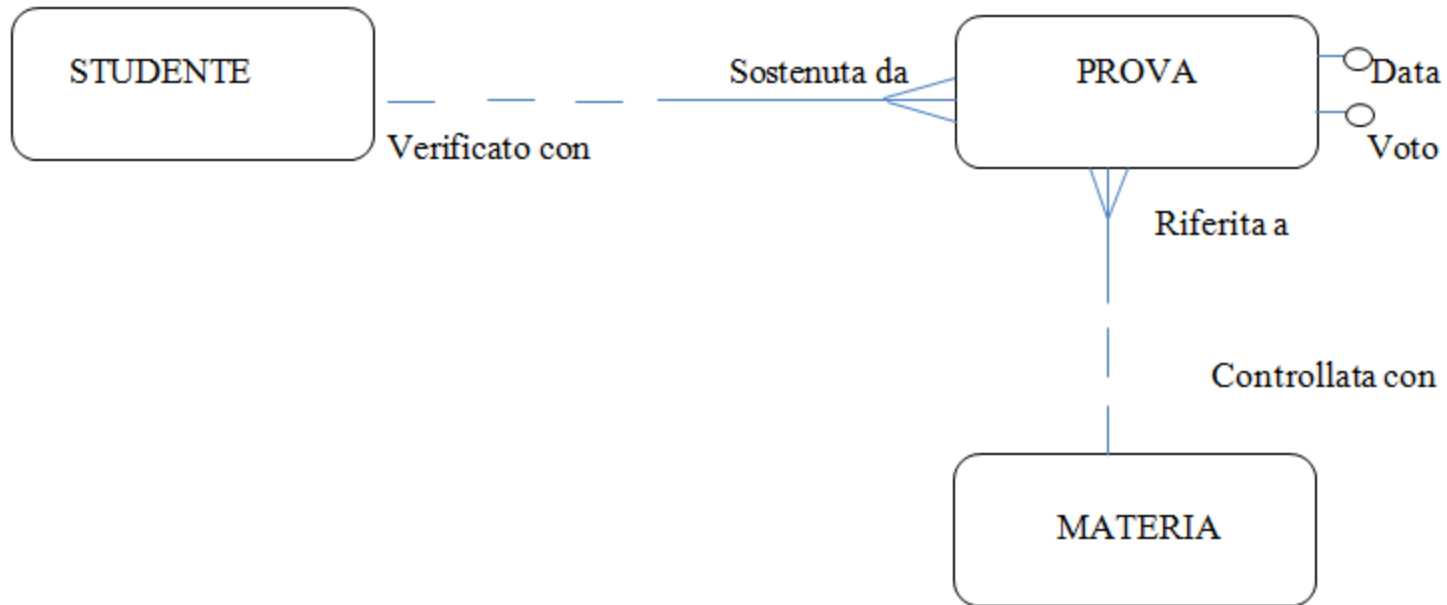 STUDENTE
Sostenuta da
PROVA
Data
Verificato con
Voto
Riferita a
Controllata con
MATERIA